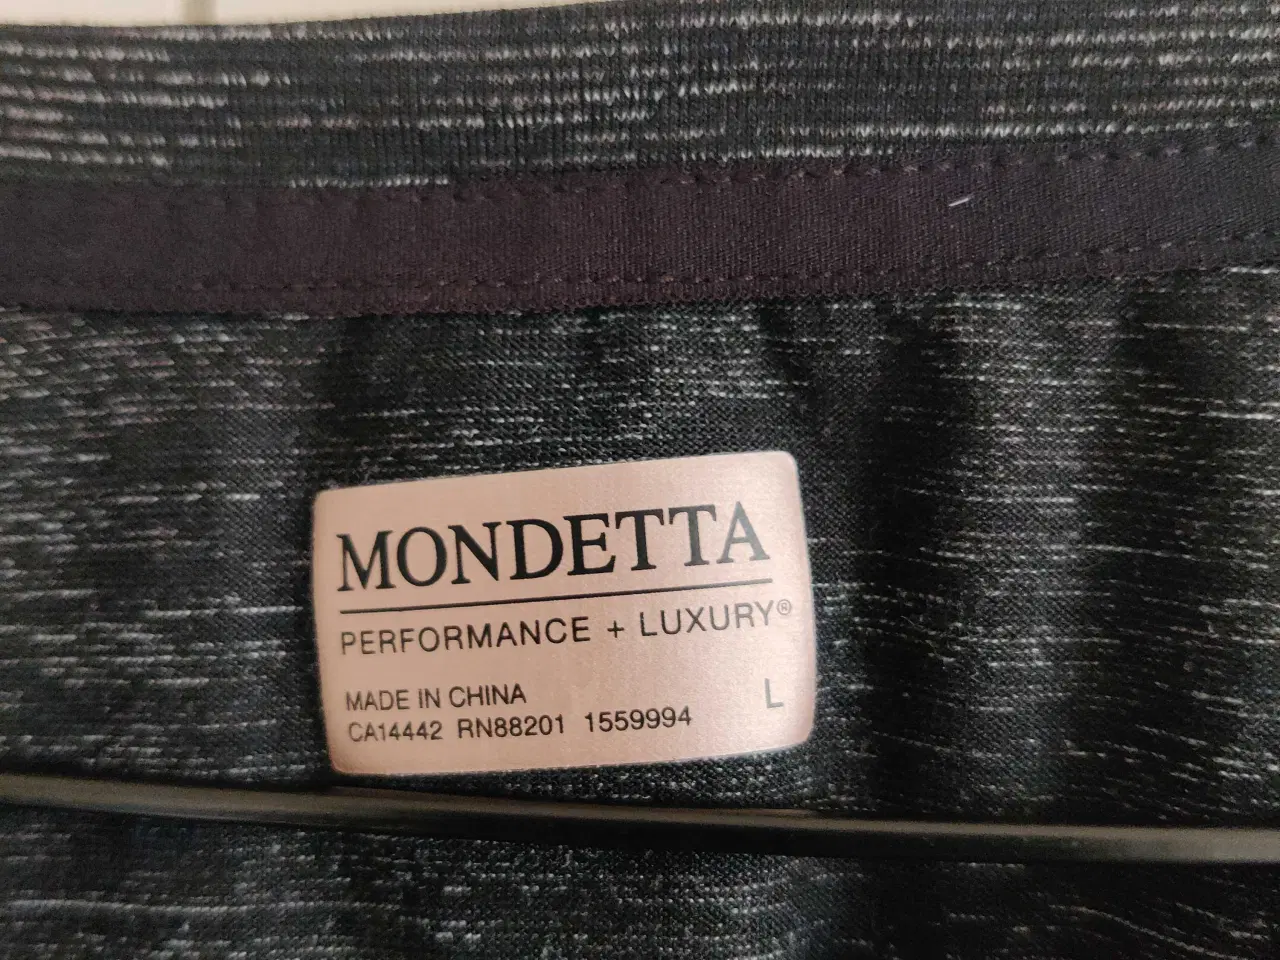 MONDETTA
PERFORMANCE + LUXURY®
MADE IN CHINA L
CA14442 RN88201 1559994